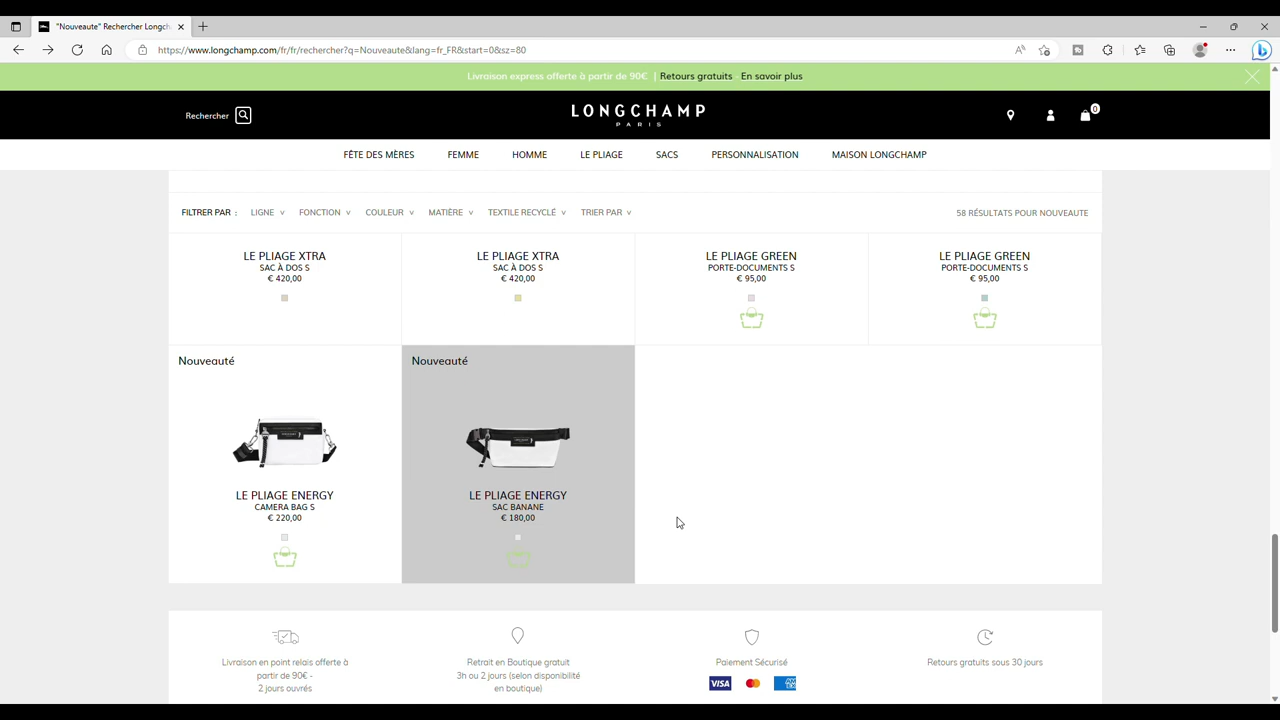 "Nouveaute" Rechercher Longch
https://www.longchamp.com/fr/fr/rechercher?q=Nouveaute&lang=fr_FR&start=0&sz=80
Livraison express offerte à partir de 90€ | Retours gratuits En savoir plus
Rechercher
LONGCHAMP
PARIS
0
FÊTE DES MÈRES FEMME HOMME LE PLIAGE SACS PERSONNALISATION MAISON LONGCHAMP
FILTRER PAR : LIGNE FONCTION COULEUR MATIÈRE TEXTILE RECYCLÉ TRIER PAR
58 RÉSULTATS POUR NOUVEAUTE
LE PLIAGE XTRA
SAC À DOS S
€ 420,00
LE PLIAGE XTRA
SAC À DOS S
€ 420,00
LE PLIAGE GREEN
PORTE-DOCUMENTS S
€ 95,00
LE PLIAGE GREEN
PORTE-DOCUMENTS S
€ 95,00
Nouveauté
LE PLIAGE ENERGY
CAMERA BAG S
€ 220,00
Nouveauté
LE PLIAGE ENERGY
SAC BANANE
€ 180,00
Livraison en point relais offerte à
partir de 90€ -
2 jours ouvrés
Retrait en Boutique gratuit
3h ou 2 jours (selon disponibilité
en boutique)
Paiement Sécurisé
VISA
Retours gratuits sous 30 jours